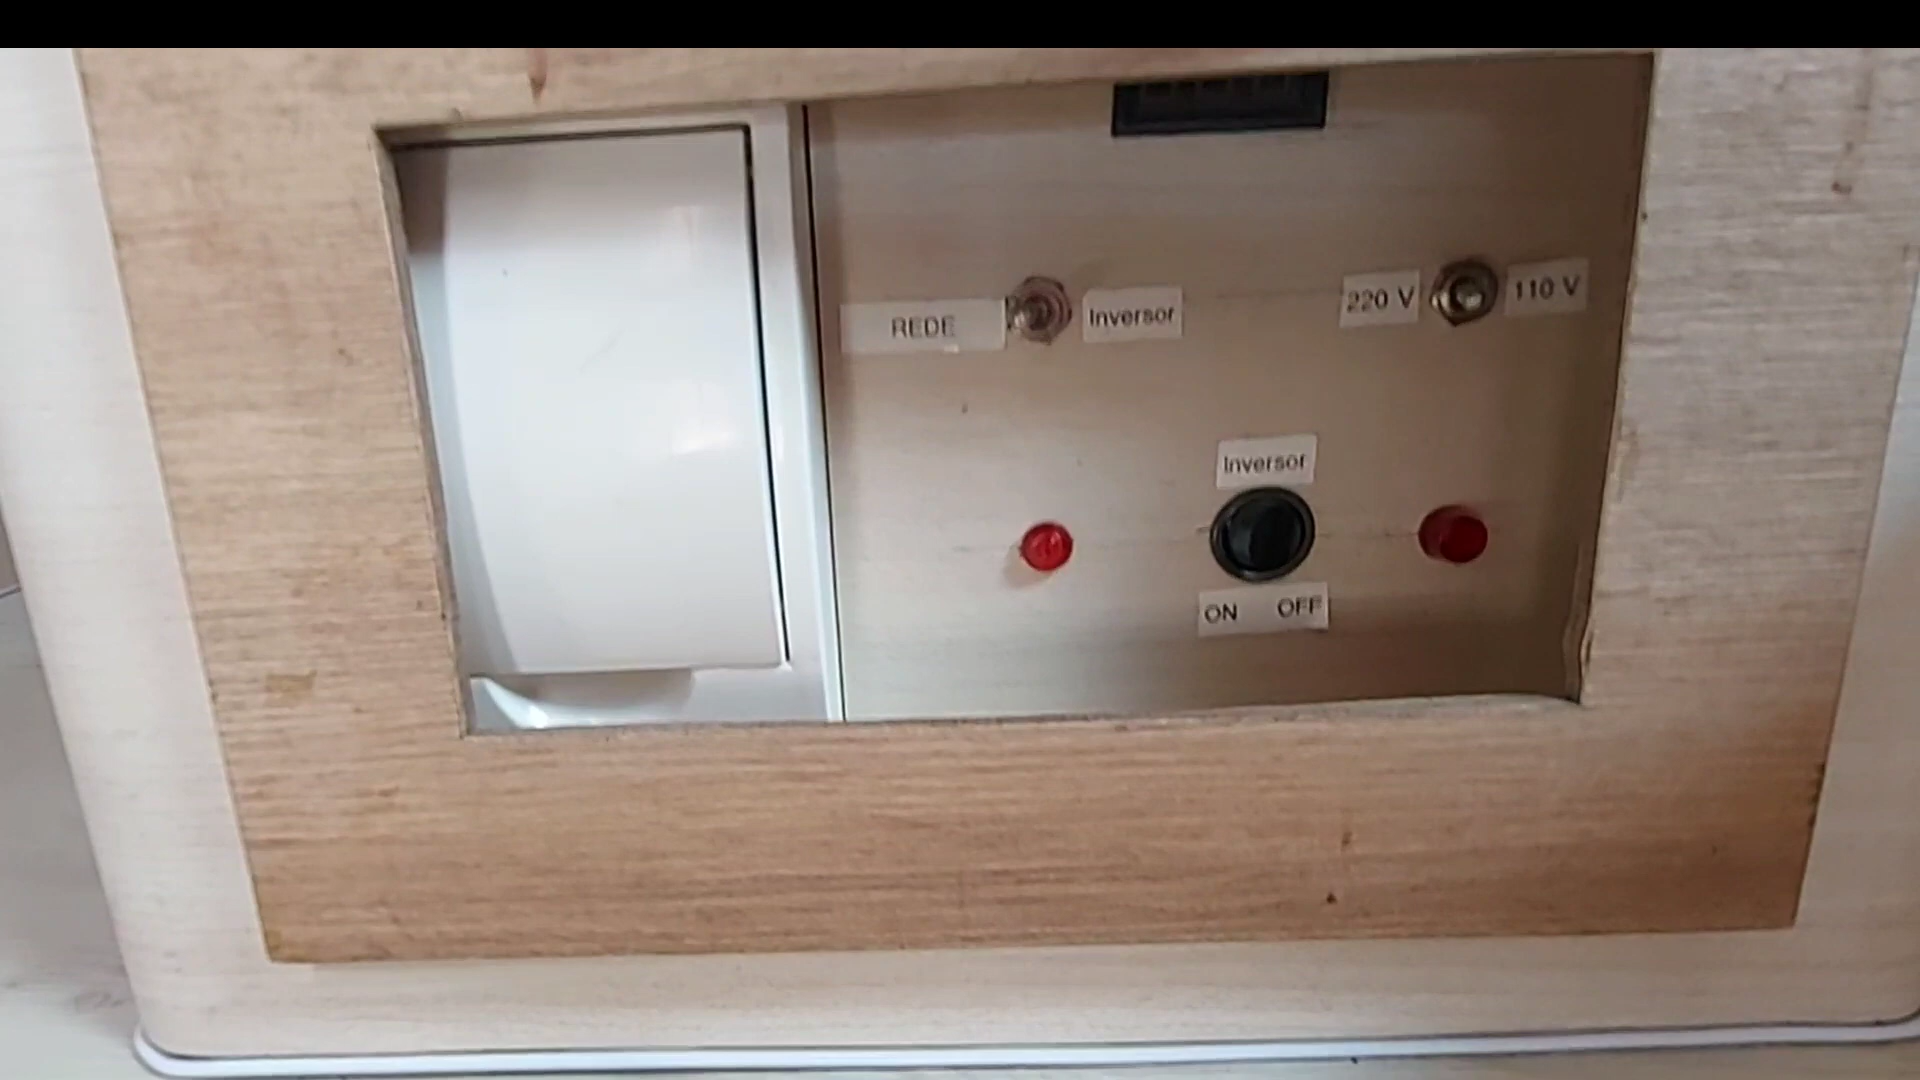 REDE
Inversor
220 V
110 V
Inversor
ON OFF